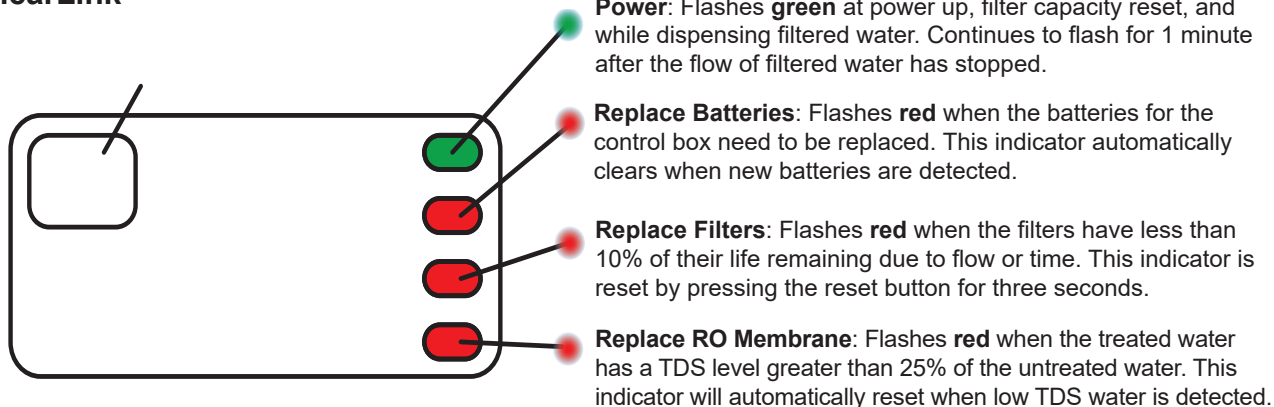 Power: Flashes green at power up, filter capacity reset, and
while dispensing filtered water. Continues to flash for 1 minute
after the flow of filtered water has stopped.
Replace Batteries: Flashes red when the batteries for the
control box need to be replaced. This indicator automatically
clears when new batteries are detected.
Replace Filters: Flashes red when the filters have less than
10% of their life remaining due to flow or time. This indicator is
reset by pressing the reset button for three seconds.
Replace RO Membrane: Flashes red when the treated water
has a TDS level greater than 25% of the untreated water. This
indicator will automatically reset when low TDS water is detected.